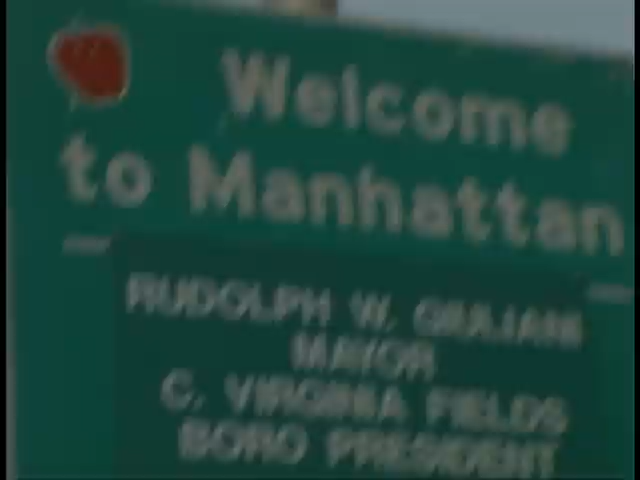 Welcome
to Manhattan
RUDOLPH W. GIULIANI
MAYOR
C. VIRGINIA FIELDS
BORO PRESIDENT